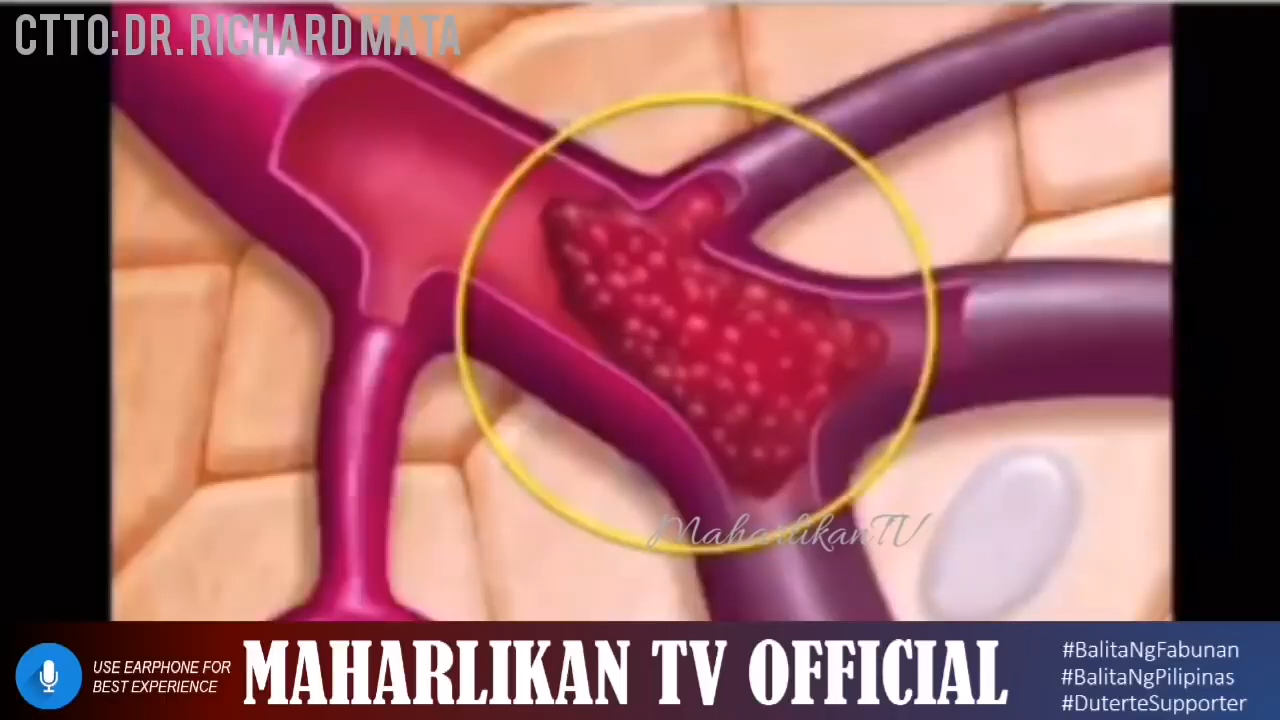 CTTO: DR. RICHARD MATA
MaharlikanTV
USE EARPHONE FOR
BEST EXPERIENCE
MAHARLIKAN TV OFFICIAL
#BalitaNgFabunan
#BalitaNgPilipinas
#DuterteSupporter